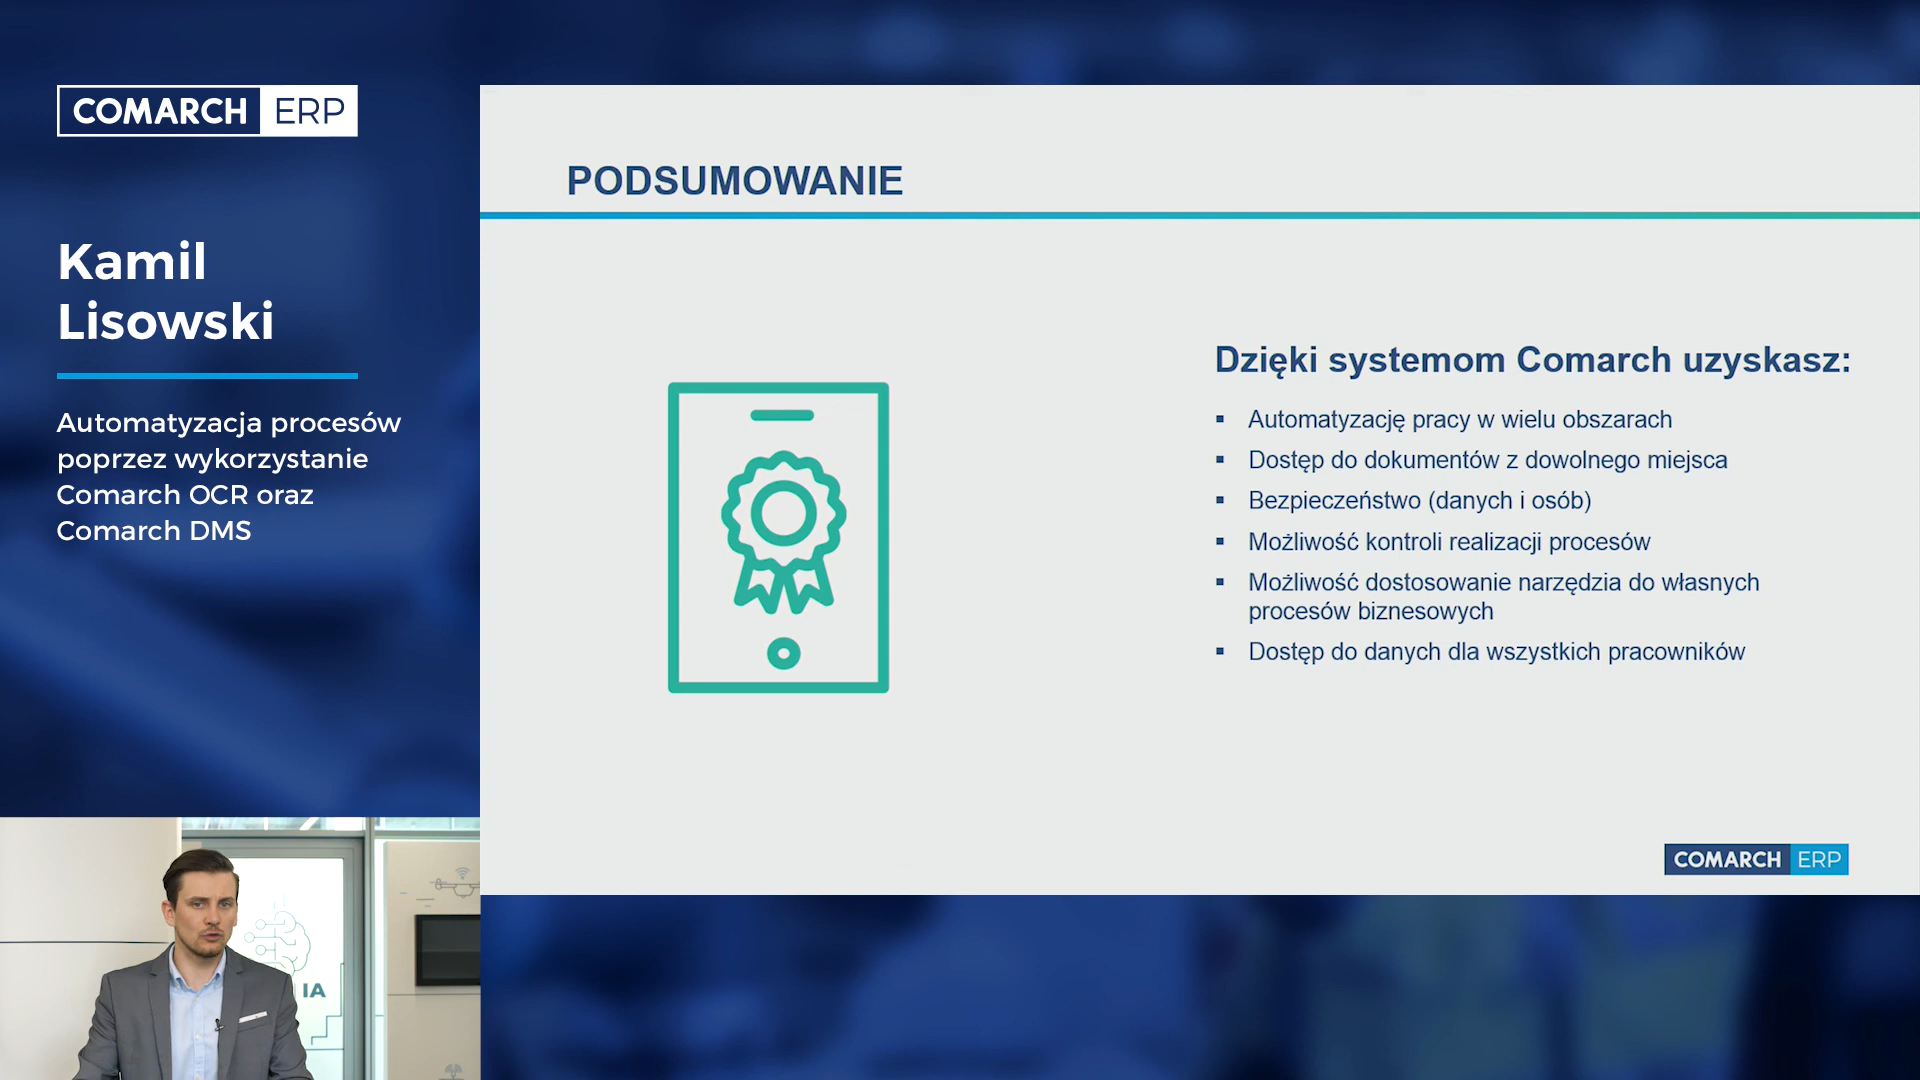 COMARCH ERP
Kamil
Lisowski
Automatyzacja procesów
poprzez wykorzystanie
Comarch OCR oraz
Comarch DMS
PODSUMOWANIE
Dzięki systemom Comarch uzyskasz:
▪ Automatyzację pracy w wielu obszarach
▪ Dostęp do dokumentów z dowolnego miejsca
▪ Bezpieczeństwo (danych i osób)
▪ Możliwość kontroli realizacji procesów
▪ Możliwość dostosowanie narzędzia do własnych
procesów biznesowych
▪ Dostęp do danych dla wszystkich pracowników
COMARCH ERP
IA